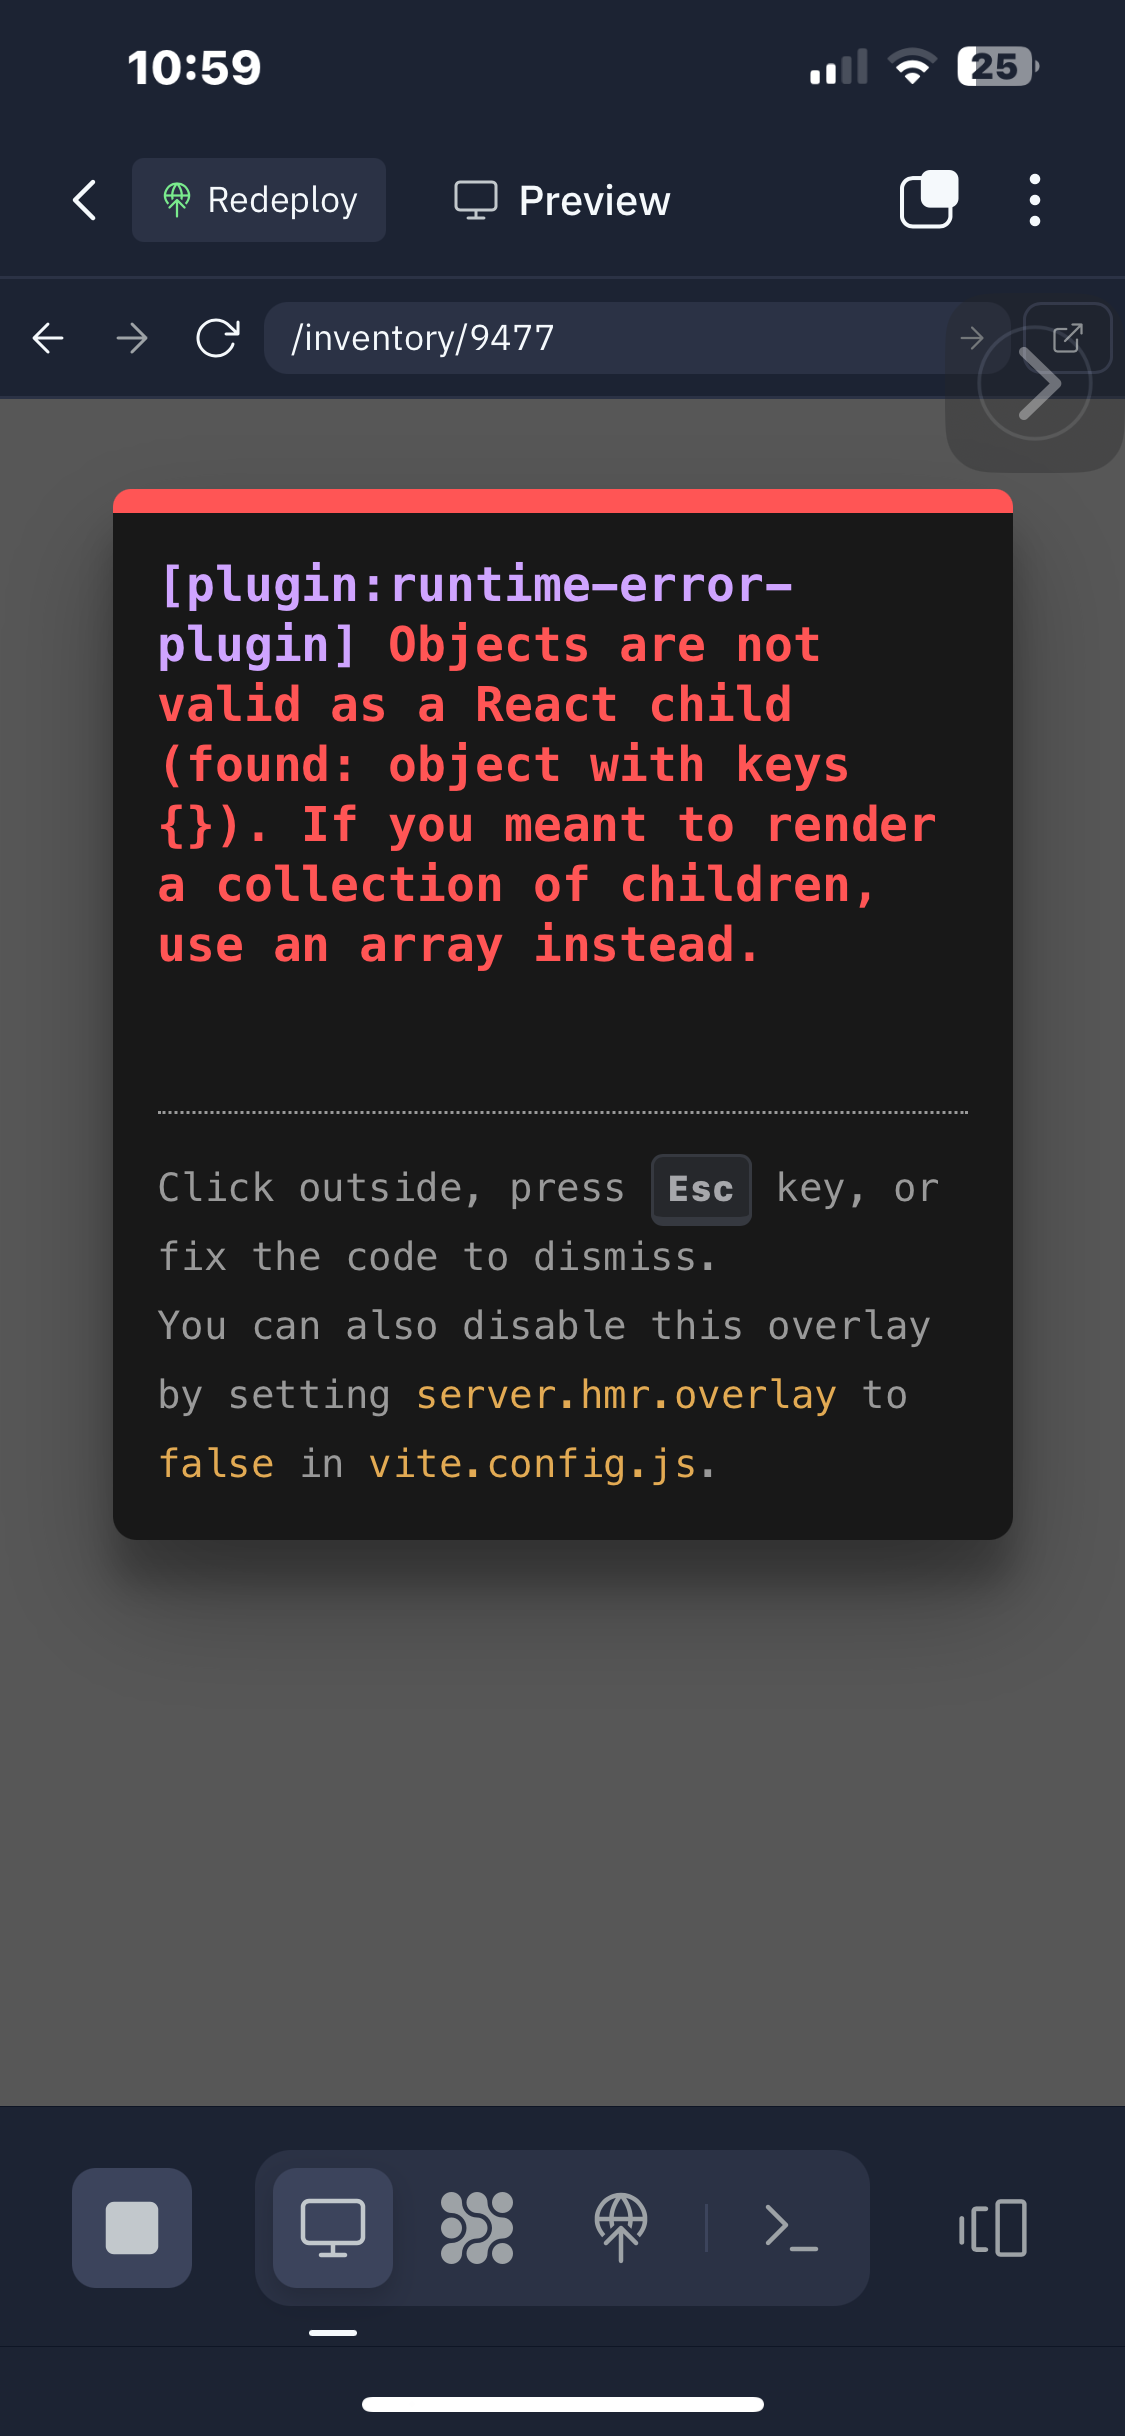 10:59
25
Redeploy
Preview
/inventory/9477
[plugin:runtime-error-
plugin] Objects are not
valid as a React child
(found: object with keys
{}). If you meant to render
a collection of children,
use an array instead.
Click outside, press Esc key, or
fix the code to dismiss.
You can also disable this overlay
by setting server.hmr.overlay to
false in vite.config.js.